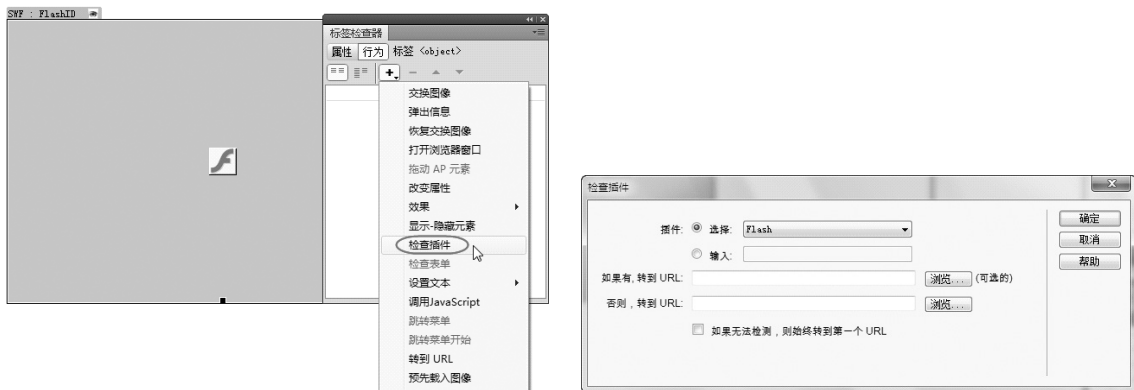 SWF : FlashID
标签检查器
属性 行为 标签 <object>
交换图像
弹出信息
恢复交换图像
打开浏览器窗口
拖动 AP 元素
改变属性
效果
显示-隐藏元素
检查插件
检查表单
设置文本
调用JavaScript
跳转菜单
跳转菜单开始
转到 URL
预先载入图像
检查插件
插件: 选择: Flash
输入:
如果有, 转到 URL: 浏览... (可选的)
否则，转到 URL: 浏览...
如果无法检测，则始终转到第一个 URL
确定
取消
帮助